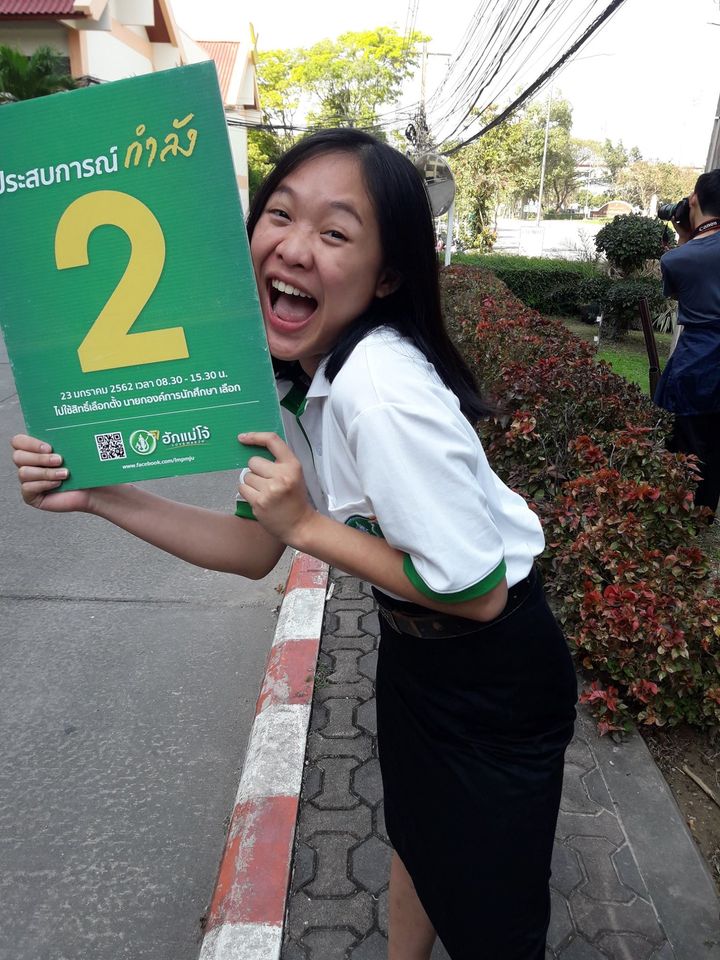 ประสบการณ์ กำลัง
2
23 มกราคม 2562 เวลา 08.30 - 15.30 น.
ไปใช้สิทธิ์เลือกตั้ง นายกองค์การนักศึกษา เลือก
ฮักแม่โจ้
www.facebook.com/lmpmju
Canon